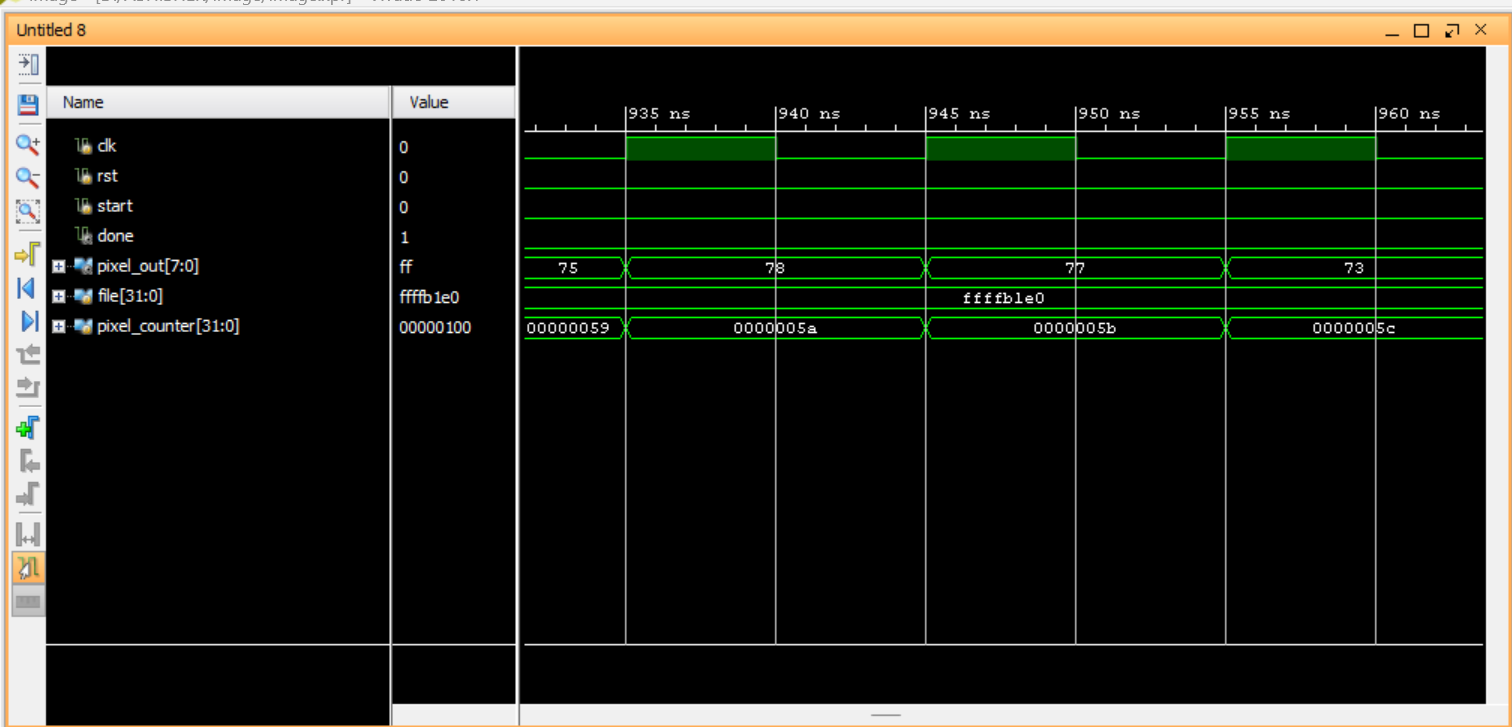 Untitled 8
Name Value
935 ns 940 ns 945 ns 950 ns 955 ns 960 ns
clk 0
rst 0
start 0
done 1
pixel_out[7:0] ff 75 78 77 73
file[31:0] ffffb1e0 ffffb1e0
pixel_counter[31:0] 00000100 00000059 0000005a 0000005b 0000005c